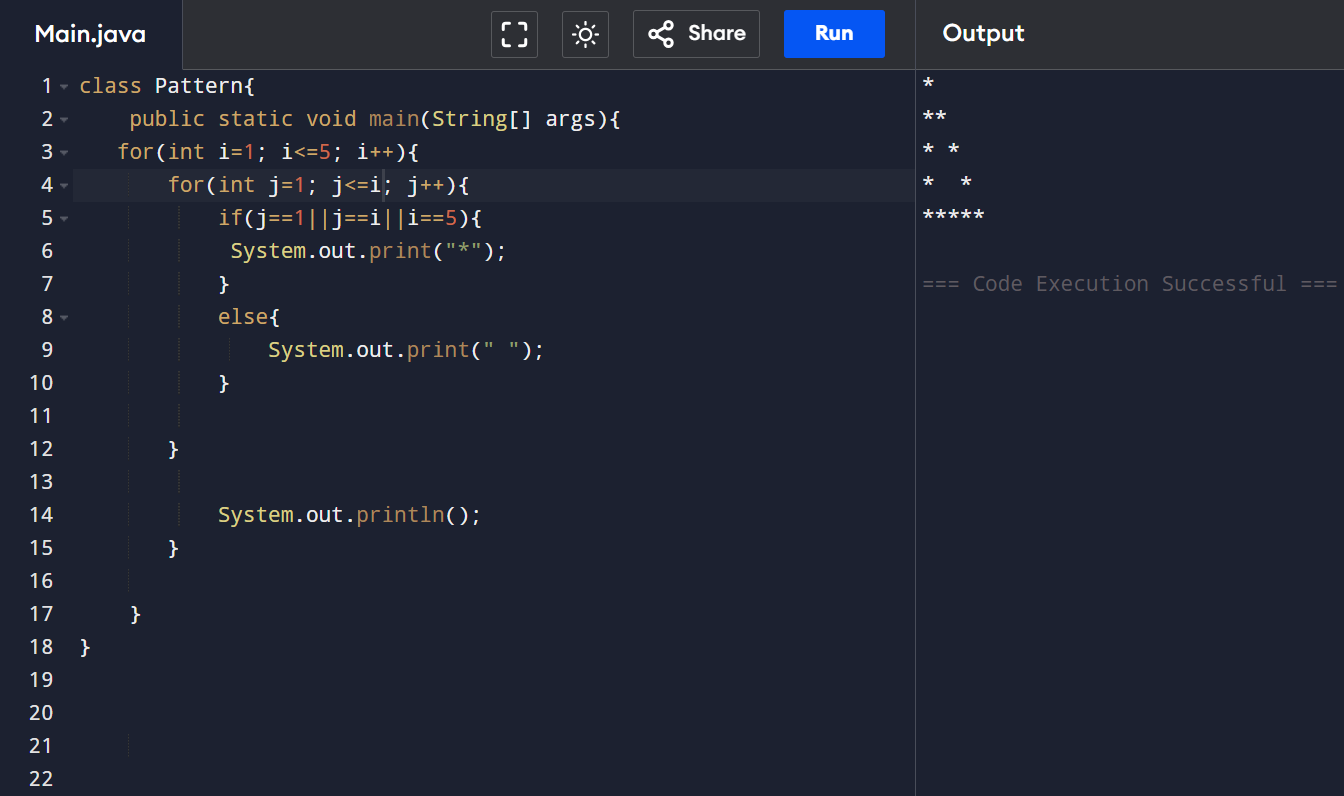 Main.java Share Run Output
1 class Pattern{
2     public static void main(String[] args){
3    for(int i=1; i<=5; i++){
4        for(int j=1; j<=i; j++){
5            if(j==1||j==i||i==5){
6             System.out.print("*");
7            }
8            else{
9                System.out.print(" ");
10            }
11
12        }
13
14            System.out.println();
15        }
16
17     }
18 }
19
20
21
22
*
**
* *
*  *
*****
=== Code Execution Successful ===